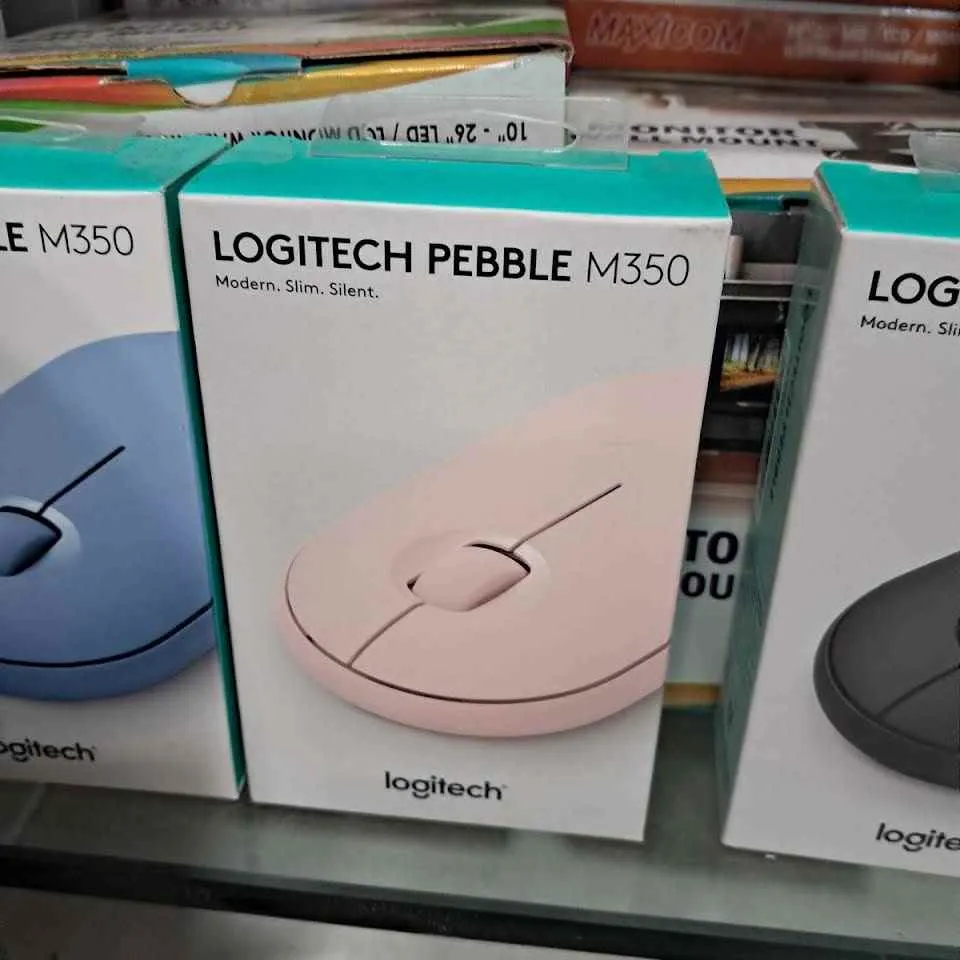 MAXICOM
10" - 26" LED / LCD MONITOR
MONITOR
LL MOUNT
LE M350
LOGITECH PEBBLE M350
Modern. Slim. Silent.
LOG
Modern. Sli
TO
OU
ogitech
logitech
logite